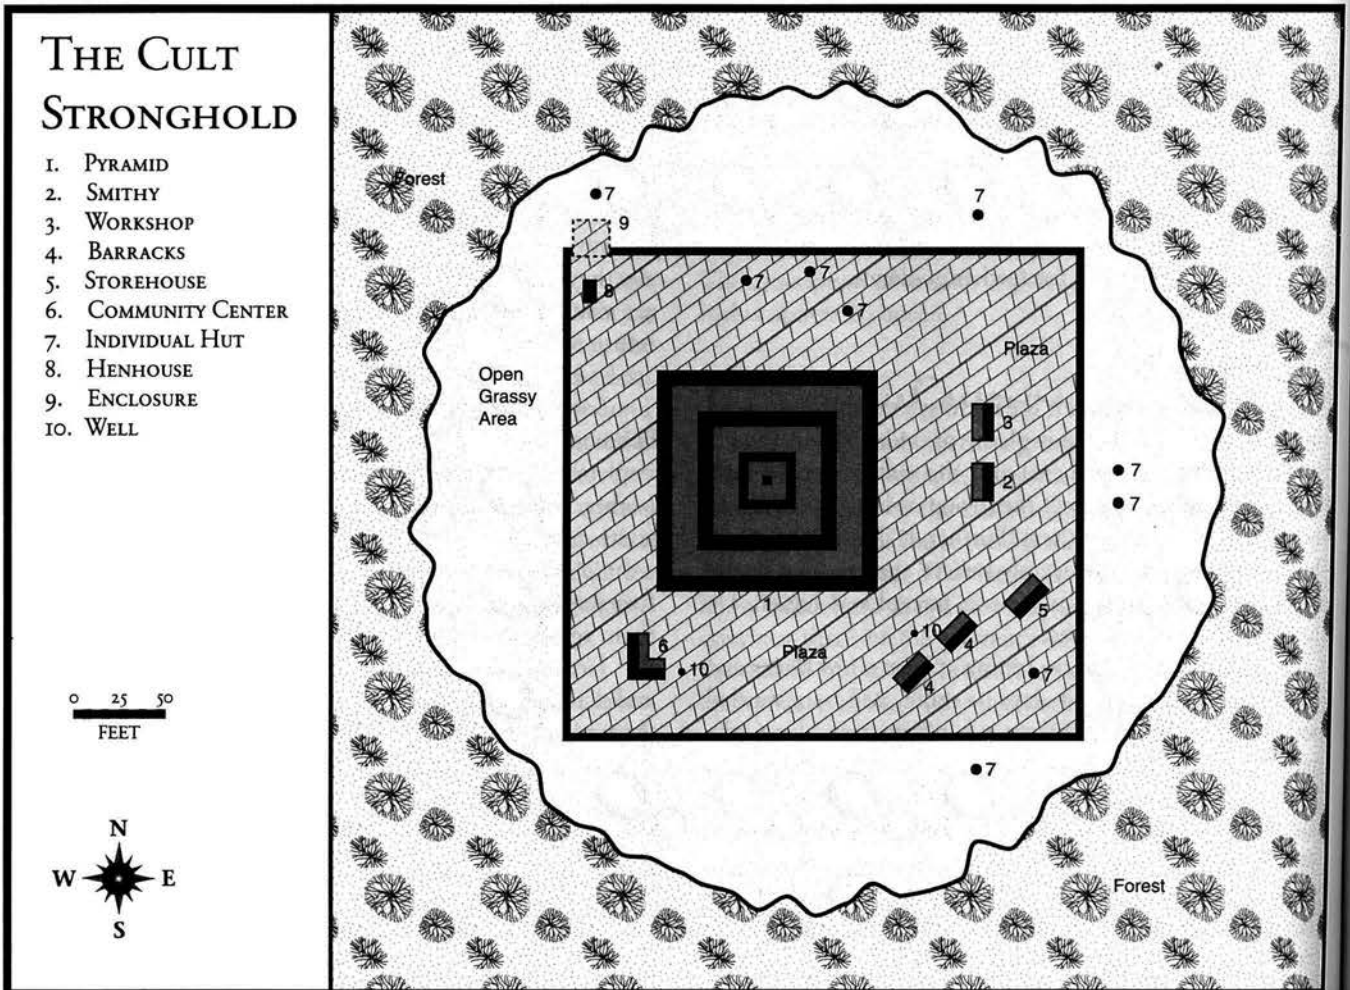 THE CULT
STRONGHOLD
1. PYRAMID
2. SMITHY
3. WORKSHOP
4. BARRACKS
5. STOREHOUSE
6. COMMUNITY CENTER
7. INDIVIDUAL HUT
8. HENHOUSE
9. ENCLOSURE
10. WELL
0 25 50
FEET
N
W E
S
Forest
7
7
9
7
7
8
7
Plaza
Open
Grassy
Area
3
7
2
7
1
5
10
6
4
Plaza
10
7
4
7
Forest